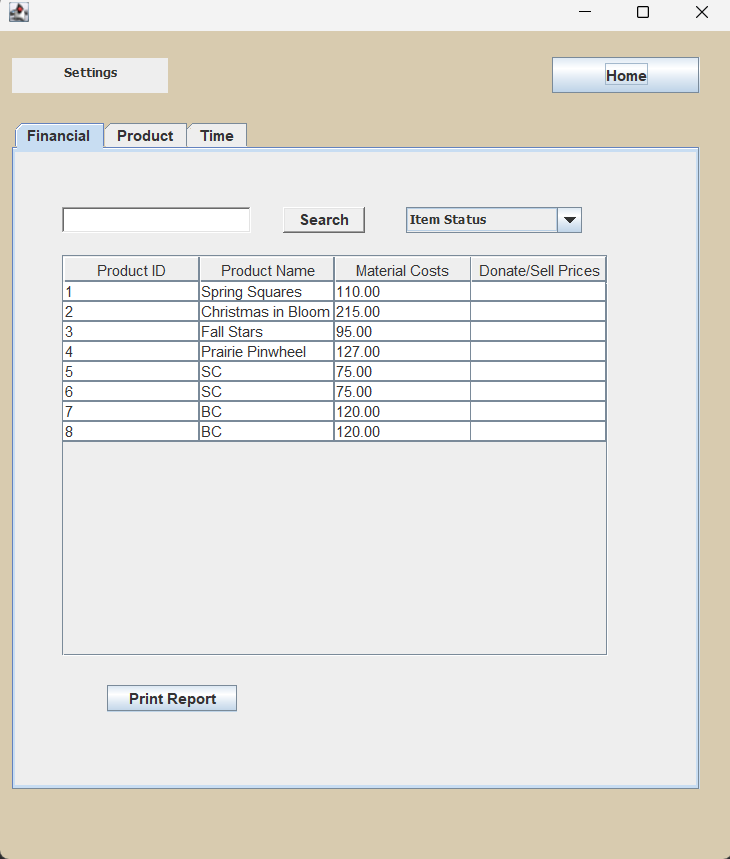 Settings
Home
Financial Product Time
Search Item Status
Product ID Product Name Material Costs Donate/Sell Prices
1 Spring Squares 110.00
2 Christmas in Bloom 215.00
3 Fall Stars 95.00
4 Prairie Pinwheel 127.00
5 SC 75.00
6 SC 75.00
7 BC 120.00
8 BC 120.00
Print Report